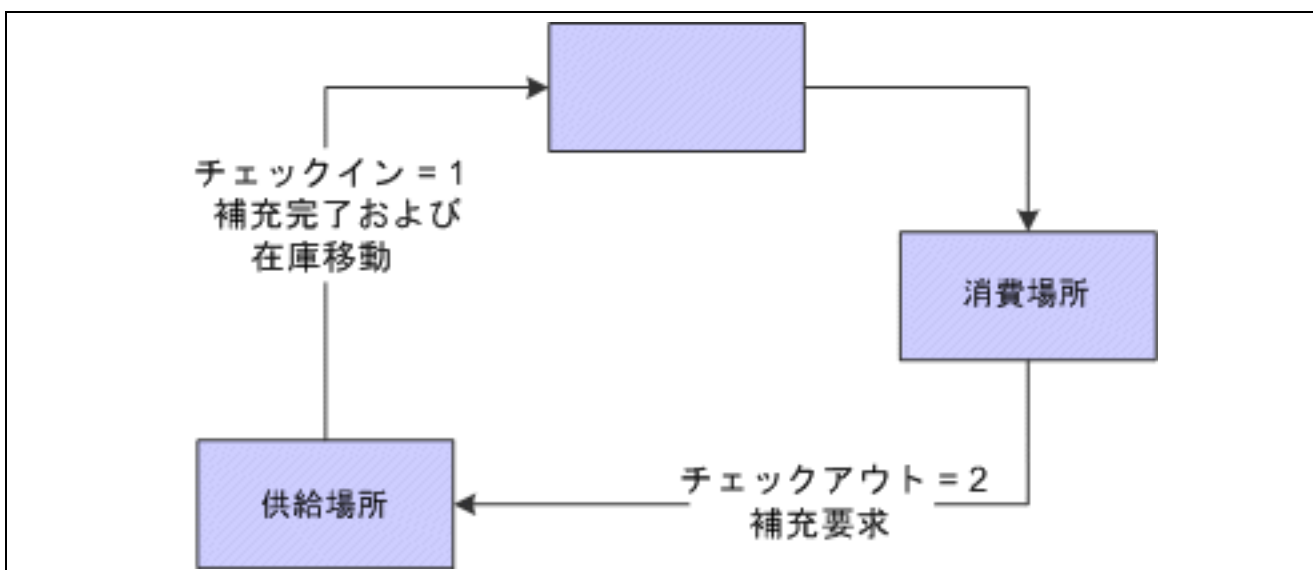 チェックイン = 1
補充完了および
在庫移動
消費場所
供給場所
チェックアウト = 2
補充要求